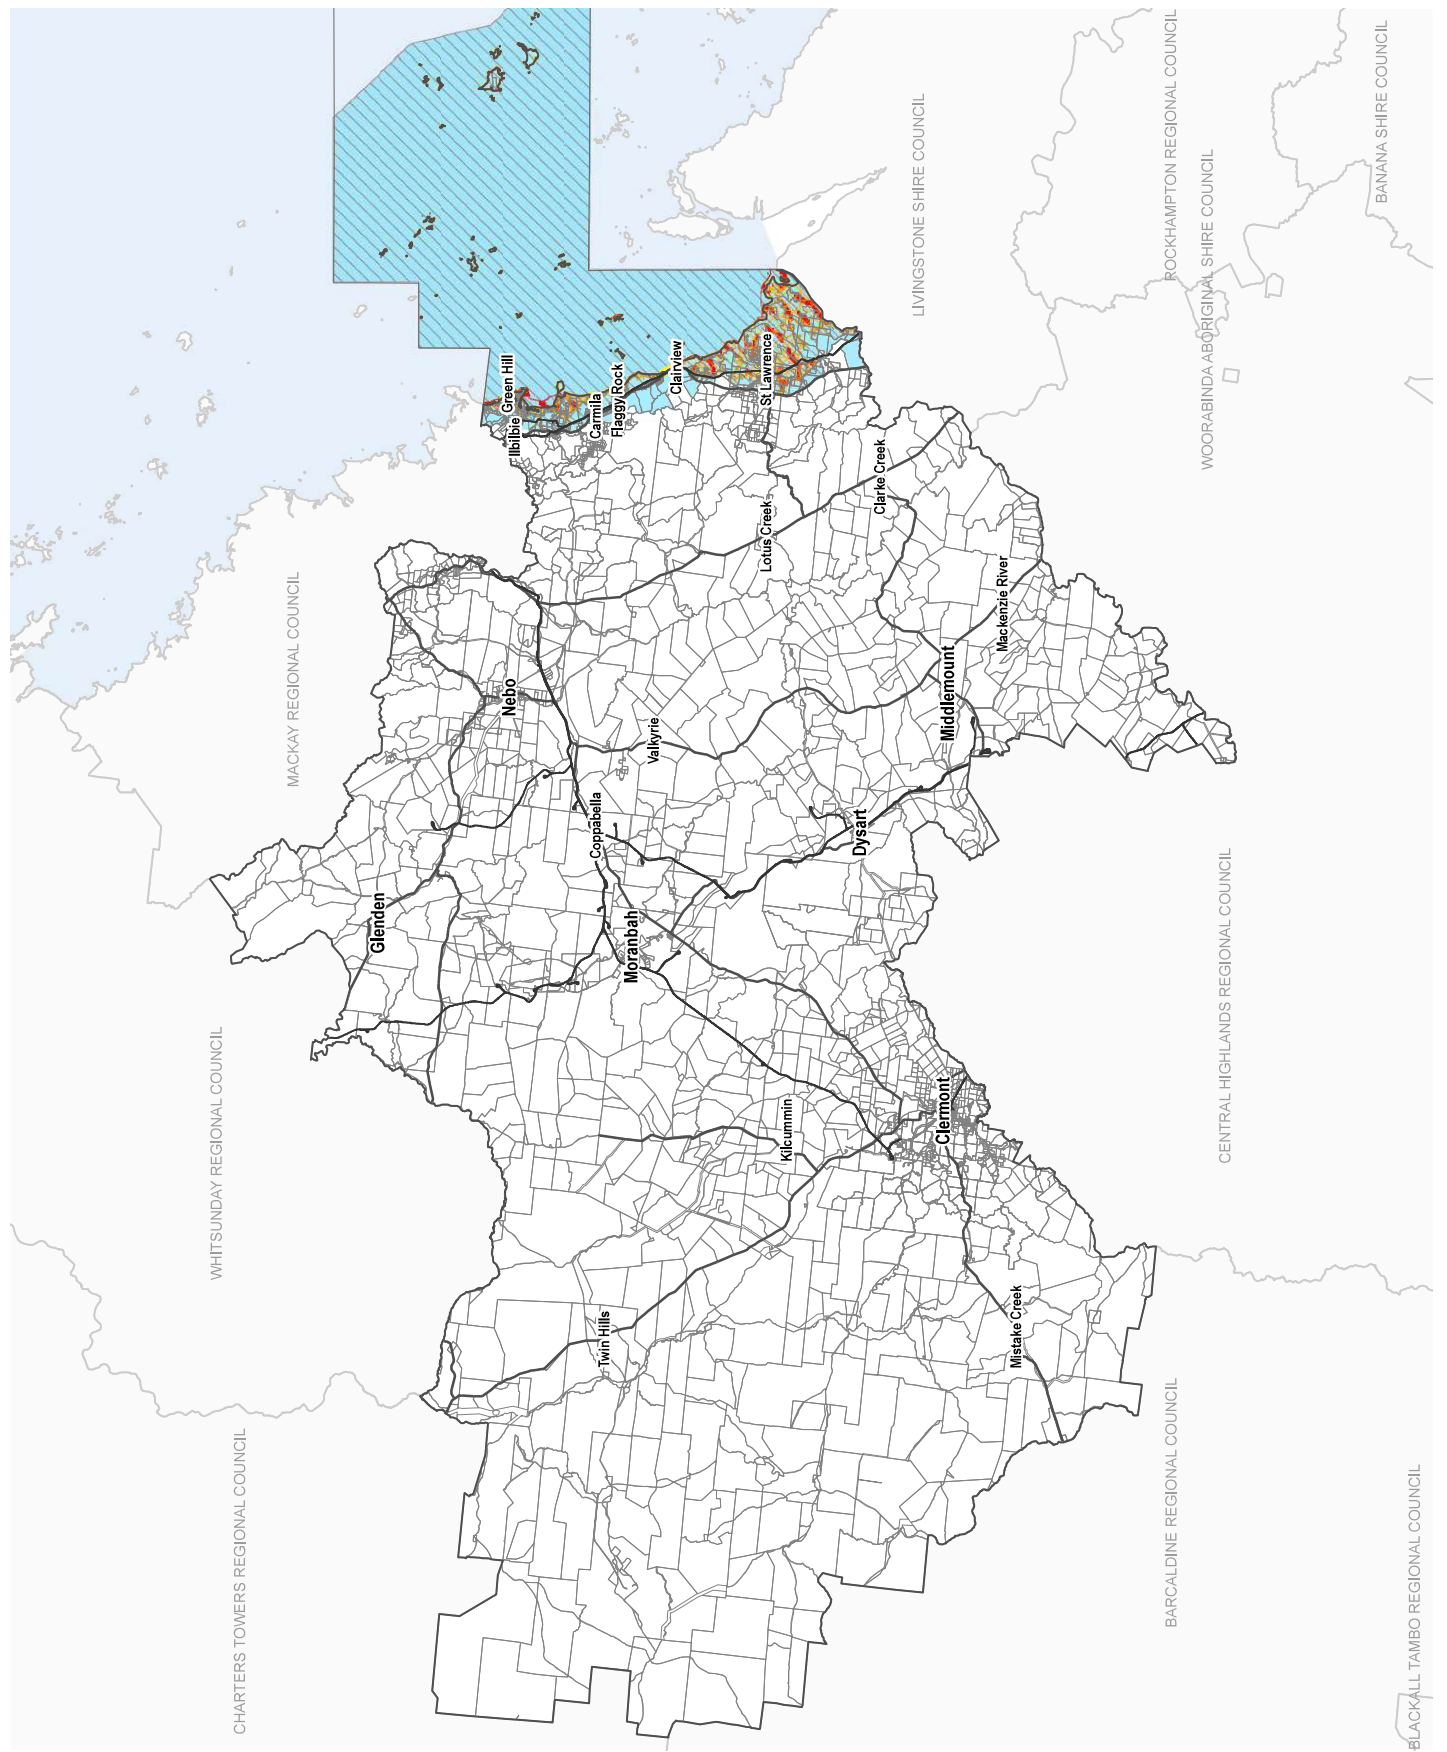 CHARTERS TOWERS REGIONAL COUNCIL
WHITSUNDAY REGIONAL COUNCIL
MACKAY REGIONAL COUNCIL
Glenden
Nebo
Ilbilbie
Green Hill
Carmila
Flaggy Rock
Clairview
St Lawrence
Twin Hills
Moranbah
Coppabella
Valkyrie
Lotus Creek
Kilcummin
Dysart
Clarke Creek
Clermont
Middlemount
Mackenzie River
Mistake Creek
LIVINGSTONE SHIRE COUNCIL
ROCKHAMPTON REGIONAL COUNCIL
WOORABINDA ABORIGINAL SHIRE COUNCIL
BANANA SHIRE COUNCIL
CENTRAL HIGHLANDS REGIONAL COUNCIL
BARCALDINE REGIONAL COUNCIL
BLACKALL TAMBO REGIONAL COUNCIL